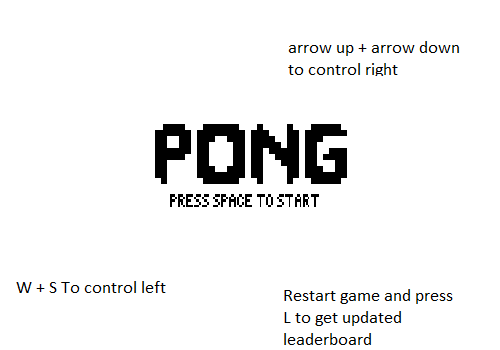 arrow up + arrow down
to control right
PONG
PRESS SPACE TO START
W + S To control left
Restart game and press
L to get updated
leaderboard